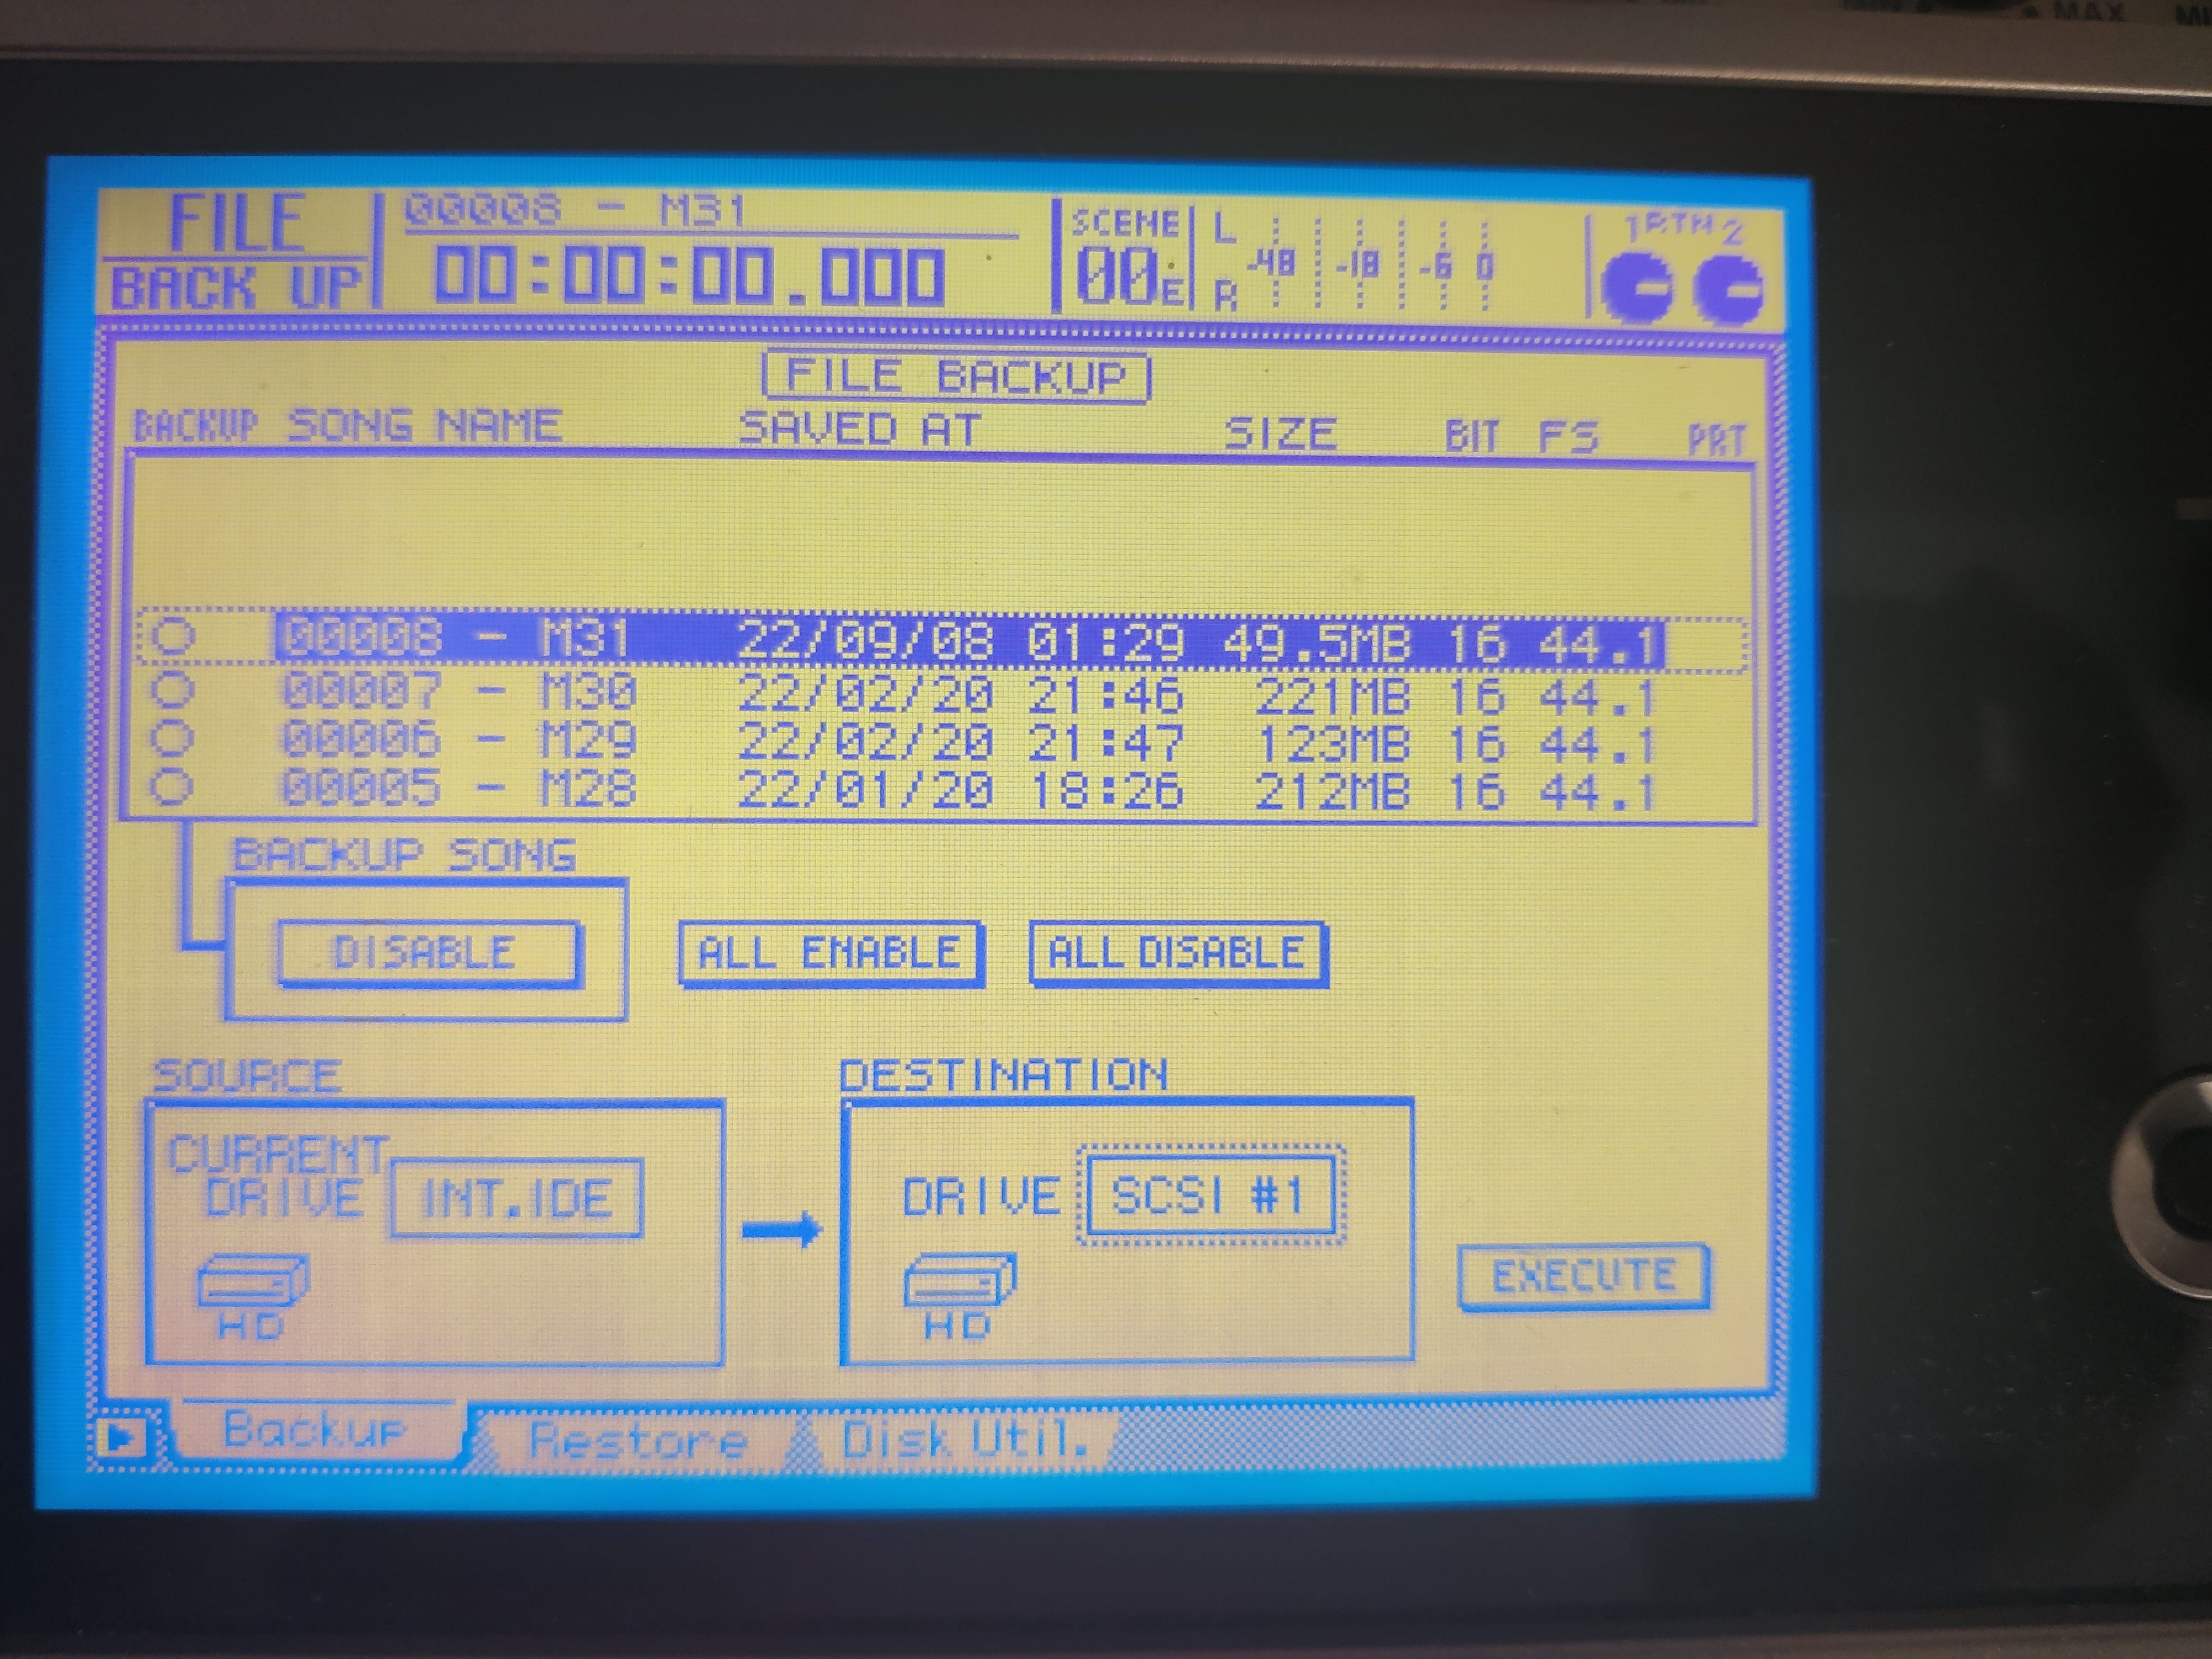 MAX MI
FILE 00008 - M31 SCENE L 1 RTN 2
BACK UP 00:00:00.000 00E -48 -18 -6 0
R
FILE BACKUP
BACKUP SONG NAME SAVED AT SIZE BIT FS PRT
00008 - M31 22/09/08 01:29 49.5MB 16 44.1
00007 - M30 22/02/20 21:46 221MB 16 44.1
00006 - M29 22/02/20 21:47 123MB 16 44.1
00005 - M28 22/01/20 18:26 212MB 16 44.1
BACKUP SONG
DISABLE ALL ENABLE ALL DISABLE
SOURCE DESTINATION
CURRENT
DRIVE INT.IDE DRIVE SCSI #1
EXECUTE
HD HD
Backup Restore Disk Util.